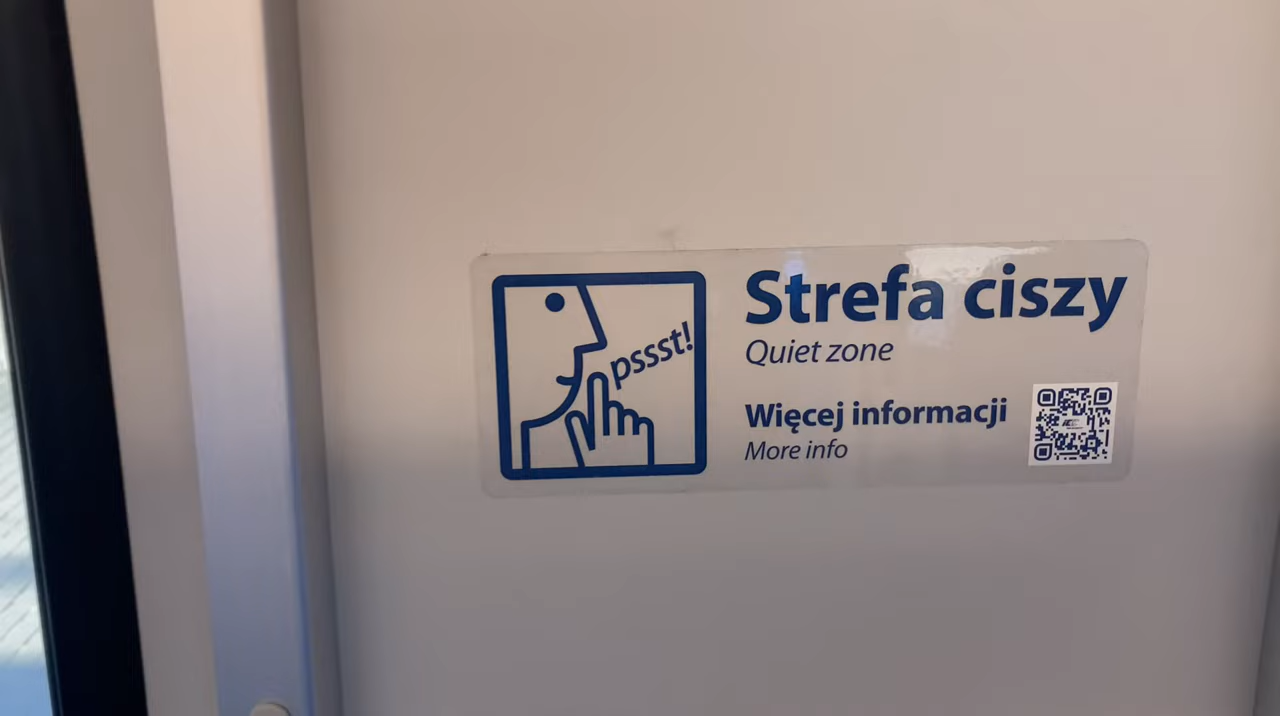 pssst!
Strefa ciszy
Quiet zone
Więcej informacji
More info